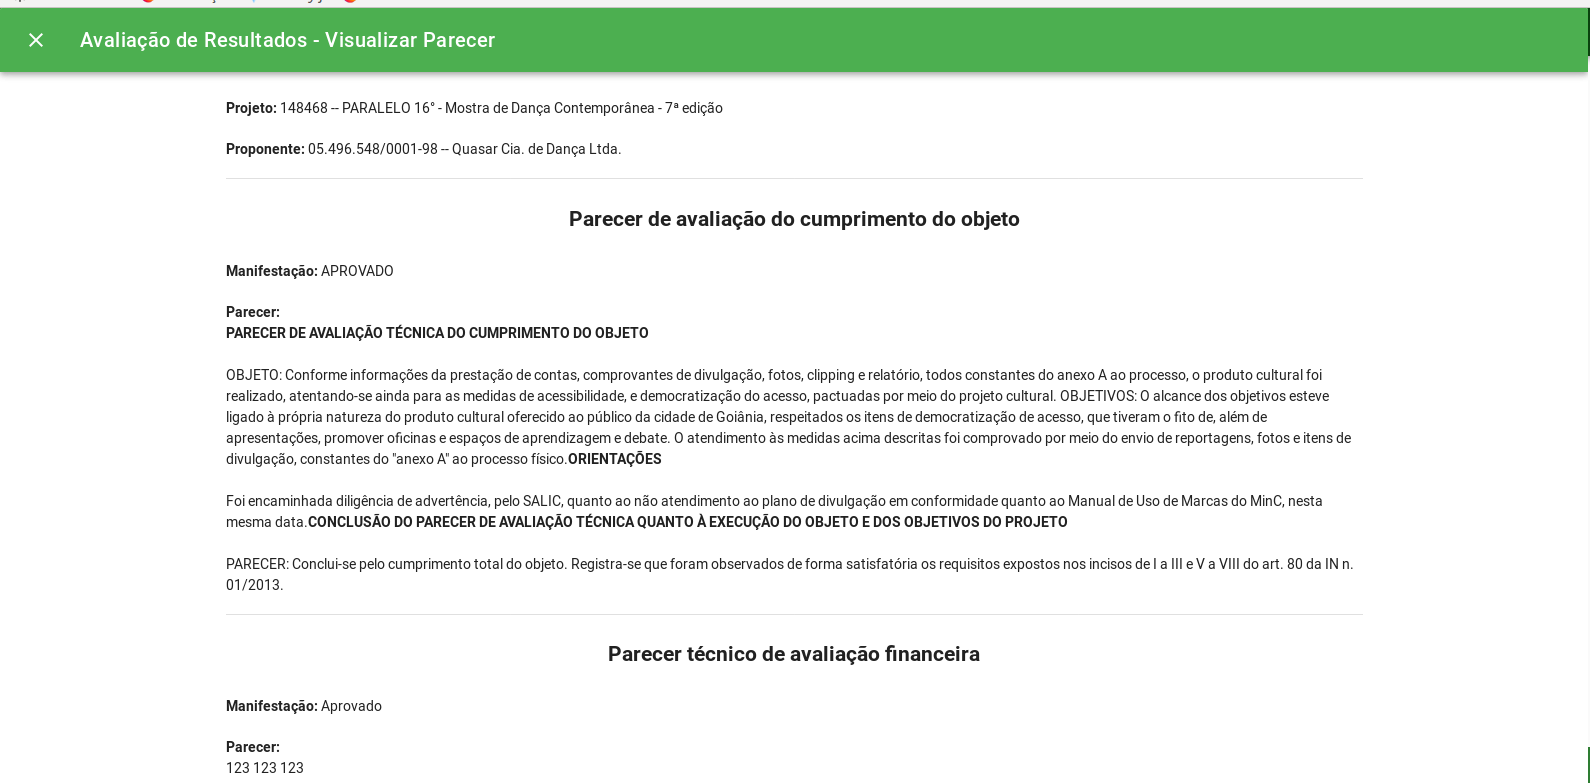 Avaliação de Resultados - Visualizar Parecer
Projeto: 148468 -- PARALELO 16° - Mostra de Dança Contemporânea - 7ª edição
Proponente: 05.496.548/0001-98 -- Quasar Cia. de Dança Ltda.
Parecer de avaliação do cumprimento do objeto
Manifestação: APROVADO
Parecer:
PARECER DE AVALIAÇÃO TÉCNICA DO CUMPRIMENTO DO OBJETO
OBJETO: Conforme informações da prestação de contas, comprovantes de divulgação, fotos, clipping e relatório, todos constantes do anexo A ao processo, o produto cultural foi
realizado, atentando-se ainda para as medidas de acessibilidade, e democratização do acesso, pactuadas por meio do projeto cultural. OBJETIVOS: O alcance dos objetivos esteve
ligado à própria natureza do produto cultural oferecido ao público da cidade de Goiânia, respeitados os itens de democratização de acesso, que tiveram o fito de, além de
apresentações, promover oficinas e espaços de aprendizagem e debate. O atendimento às medidas acima descritas foi comprovado por meio do envio de reportagens, fotos e itens de
divulgação, constantes do "anexo A" ao processo físico.ORIENTAÇÕES
Foi encaminhada diligência de advertência, pelo SALIC, quanto ao não atendimento ao plano de divulgação em conformidade quanto ao Manual de Uso de Marcas do MinC, nesta
mesma data.CONCLUSÃO DO PARECER DE AVALIAÇÃO TÉCNICA QUANTO À EXECUÇÃO DO OBJETO E DOS OBJETIVOS DO PROJETO
PARECER: Conclui-se pelo cumprimento total do objeto. Registra-se que foram observados de forma satisfatória os requisitos expostos nos incisos de I a III e V a VIII do art. 80 da IN n.
01/2013.
Parecer técnico de avaliação financeira
Manifestação: Aprovado
Parecer:
123 123 123